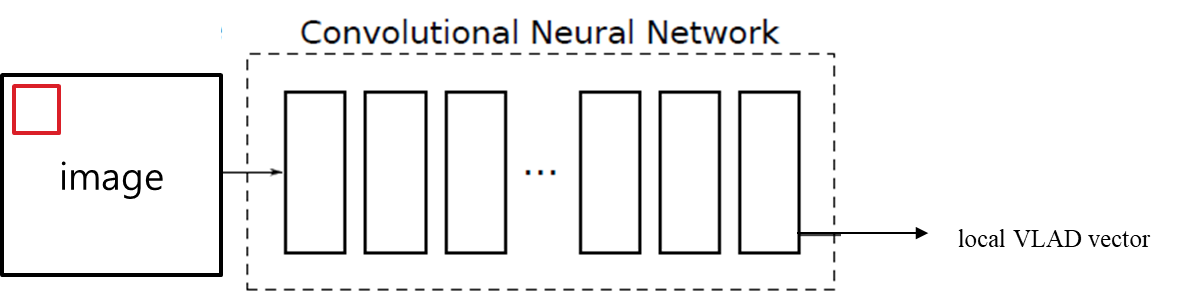 Convolutional Neural Network
image
...
local VLAD vector